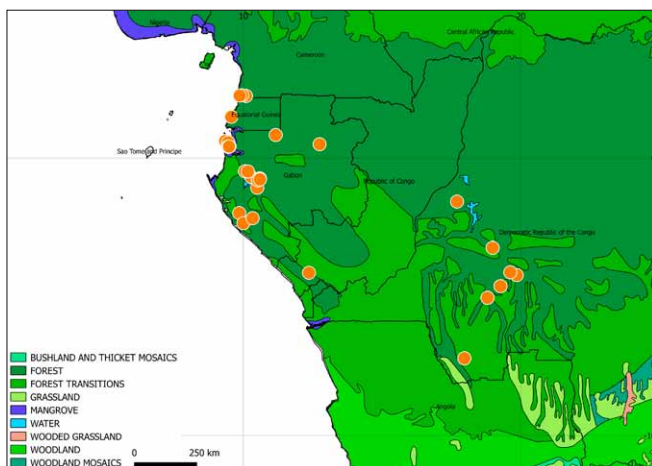 Nigeria
10
20
Central African Republic
Cameroon
Equatorial Guinea
Sao Tome and Principe
Gabon
Republic of Congo
Democratic Republic of the Congo
Angola
BUSHLAND AND THICKET MOSAICS
FOREST
FOREST TRANSITIONS
GRASSLAND
MANGROVE
WATER
WOODED GRASSLAND
WOODLAND
WOODLAND MOSAICS
0 250 km